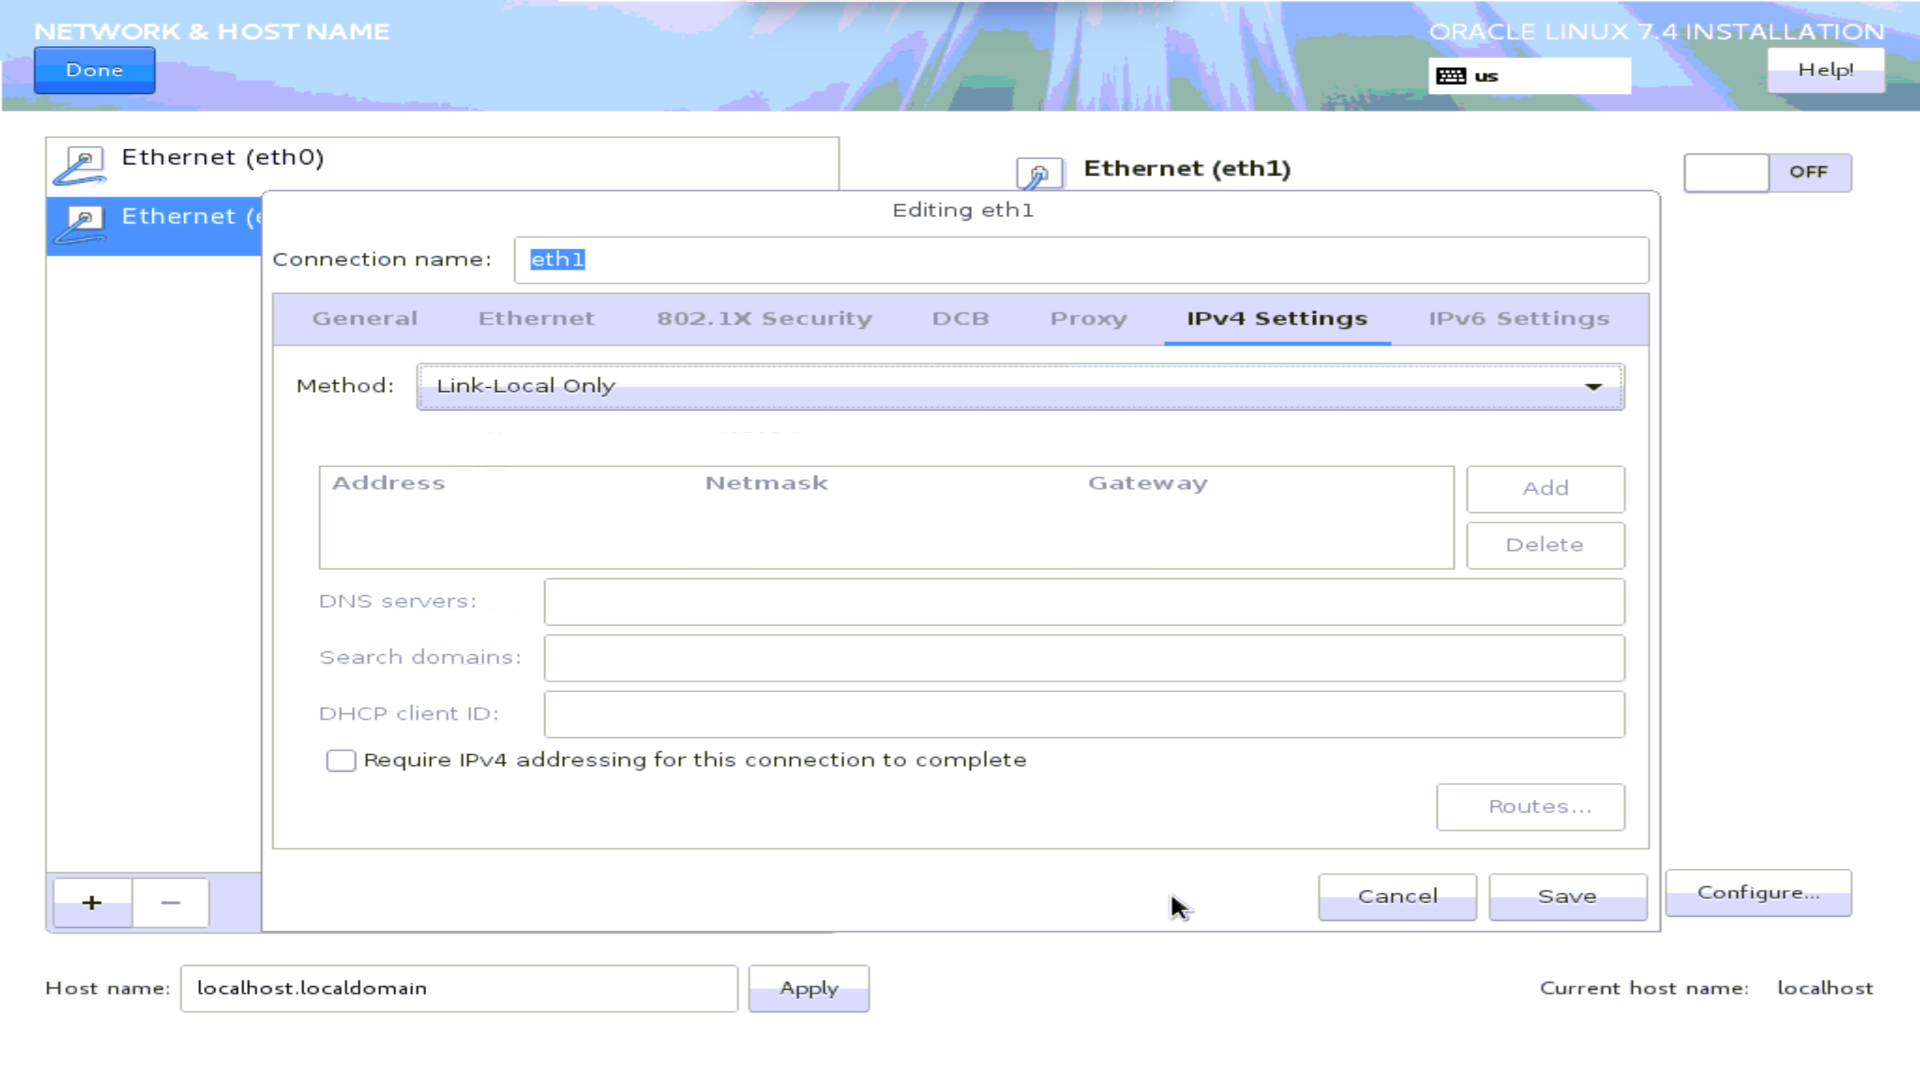 NETWORK & HOST NAME
ORACLE LINUX 7.4 INSTALLATION
Done
us
Help!
Ethernet (eth0)
Ethernet (eth1)
OFF
Ethernet (e
Editing eth1
Connection name: eth1
General Ethernet 802.1X Security DCB Proxy IPv4 Settings IPv6 Settings
Method: Link-Local Only
Address Netmask Gateway
Add
Delete
DNS servers:
Search domains:
DHCP client ID:
Require IPv4 addressing for this connection to complete
Routes...
+ −
Cancel Save Configure...
Host name: localhost.localdomain Apply Current host name: localhost